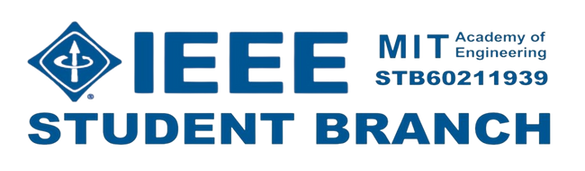 IEEE
MIT Academy of
Engineering
STB60211939
STUDENT BRANCH
®